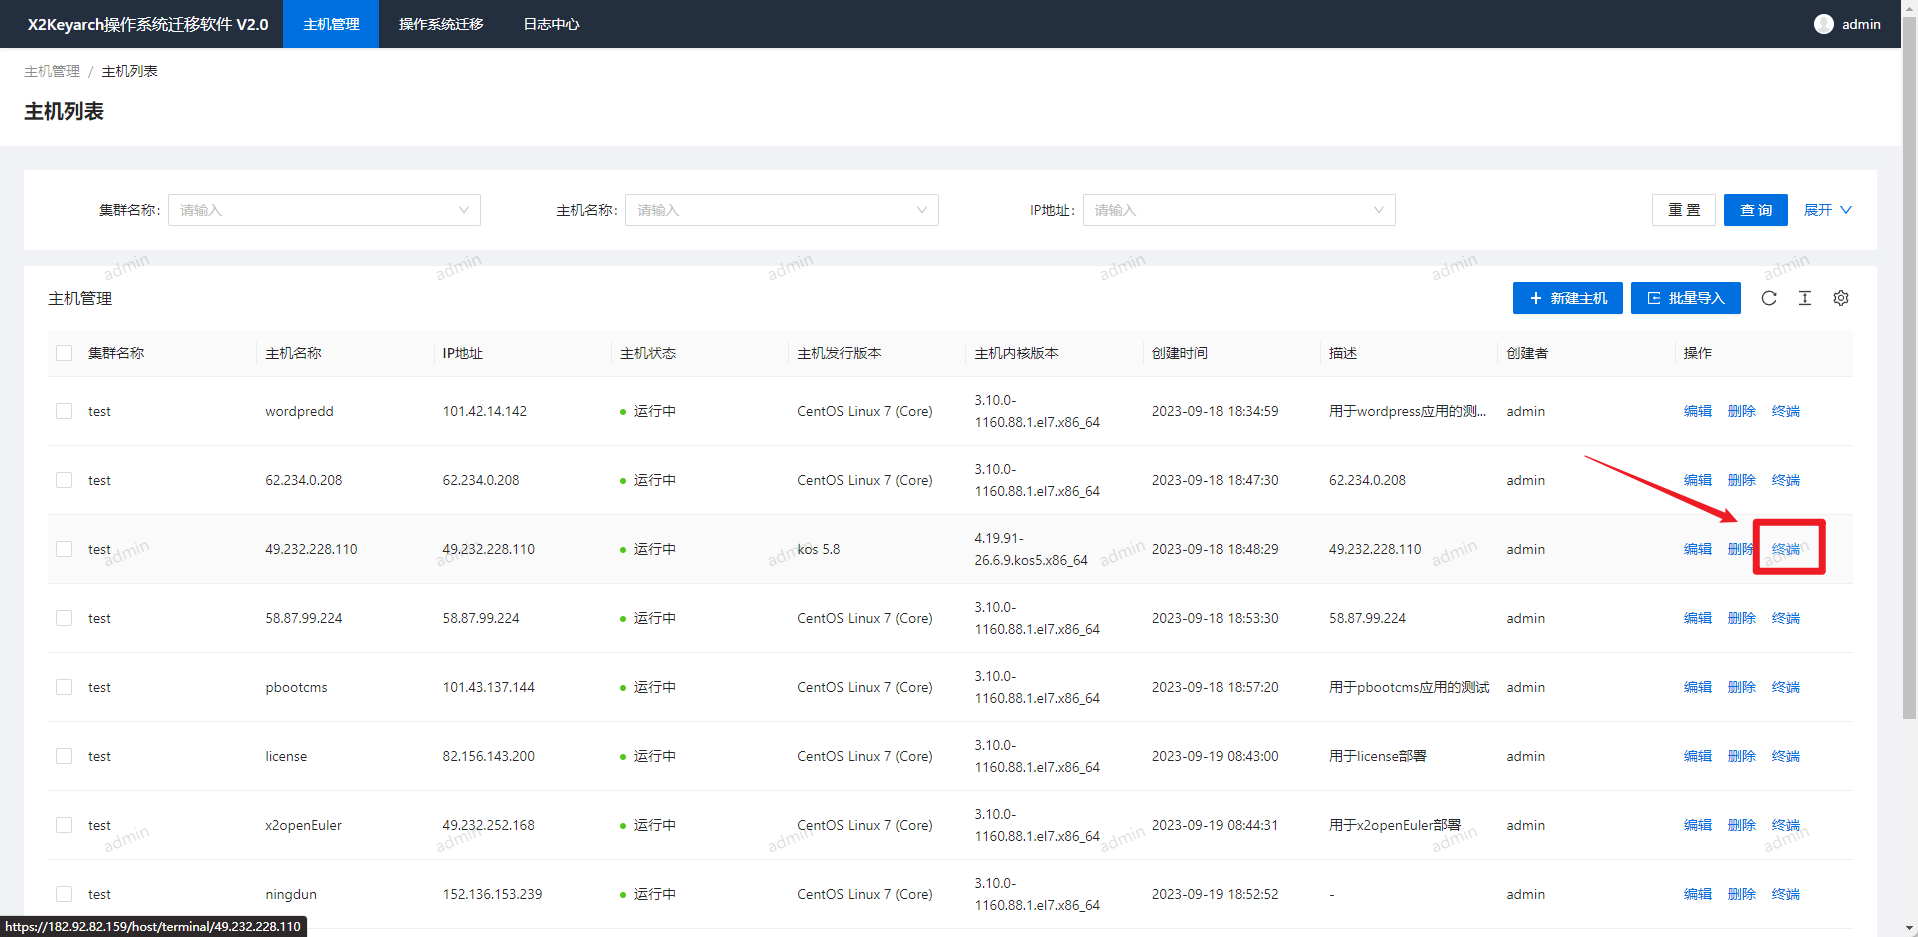 X2Keyarch操作系统迁移软件 V2.0 主机管理 操作系统迁移 日志中心 admin
主机管理 / 主机列表
主机列表
集群名称: 请输入 主机名称: 请输入 IP地址: 请输入 重 置 查 询 展开
admin admin admin admin admin admin
主机管理 新建主机 批量导入
集群名称 主机名称 IP地址 主机状态 主机发行版本 主机内核版本 创建时间 描述 创建者 操作
test wordpredd 101.42.14.142 运行中 CentOS Linux 7 (Core) 3.10.0-
1160.88.1.el7.x86_64 2023-09-18 18:34:59 用于wordpress应用的测... admin 编辑 删除 终端
test 62.234.0.208 62.234.0.208 运行中 CentOS Linux 7 (Core) 3.10.0-
1160.88.1.el7.x86_64 2023-09-18 18:47:30 62.234.0.208 admin 编辑 删除 终端
test 49.232.228.110 49.232.228.110 运行中 kos 5.8 4.19.91-
26.6.9.kos5.x86_64 2023-09-18 18:48:29 49.232.228.110 admin 编辑 删除 终端
admin admin admin admin admin admin
test 58.87.99.224 58.87.99.224 运行中 CentOS Linux 7 (Core) 3.10.0-
1160.88.1.el7.x86_64 2023-09-18 18:53:30 58.87.99.224 admin 编辑 删除 终端
test pbootcms 101.43.137.144 运行中 CentOS Linux 7 (Core) 3.10.0-
1160.88.1.el7.x86_64 2023-09-18 18:57:20 用于pbootcms应用的测试 admin 编辑 删除 终端
test license 82.156.143.200 运行中 CentOS Linux 7 (Core) 3.10.0-
1160.88.1.el7.x86_64 2023-09-19 08:43:00 用于license部署 admin 编辑 删除 终端
test x2openEuler 49.232.252.168 运行中 CentOS Linux 7 (Core) 3.10.0-
1160.88.1.el7.x86_64 2023-09-19 08:44:31 用于x2openEuler部署 admin 编辑 删除 终端
admin admin admin admin admin admin
test ningdun 152.136.153.239 运行中 CentOS Linux 7 (Core) 3.10.0-
1160.88.1.el7.x86_64 2023-09-19 18:52:52 - admin 编辑 删除 终端
https://182.92.82.159/host/terminal/49.232.228.110